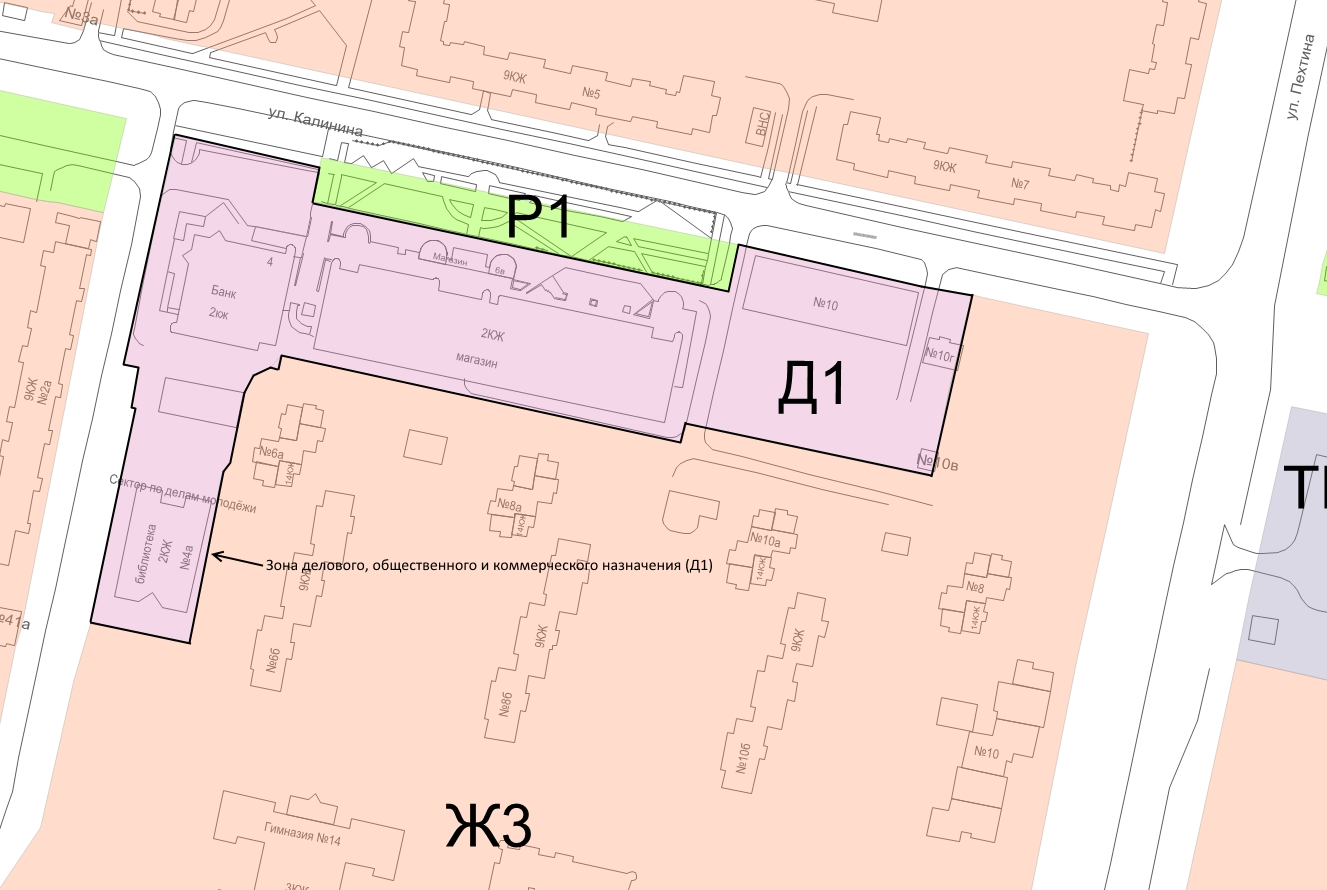 №3а
ул. Пехтина
9КЖ
№5
ул. Калинина
ВНС
9КЖ
№7
Р1
4
Магазин
6в
Банк
2кж
№10
2КЖ
магазин
№10г
Д1
9КЖ
№2а
№6а
14КЖ
№10в
Сектор по делам молодёжи
№8а
14КЖ
библиотека
2КЖ
№4а
№10а
14КЖ
Зона делового, общественного и коммерческого назначения (Д1)
9КЖ
№8
14КЖ
№41а
9КЖ
9КЖ
№6б
№8б
№10б
№10
Ж3
Гимназия №14
3КЖ